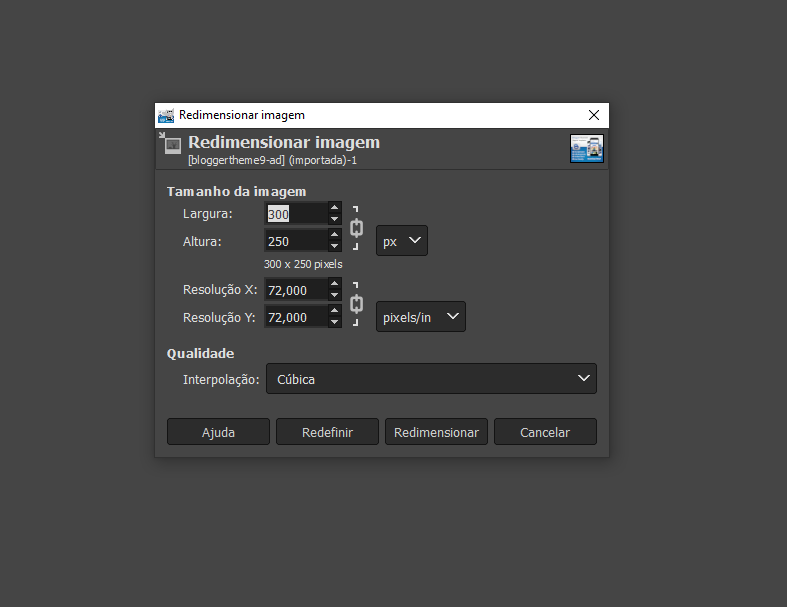 Redimensionar imagem
Redimensionar imagem
[bloggertheme9-ad] (importada)-1
Tamanho da imagem
Largura: 300
Altura: 250 px
300 x 250 pixels
Resolução X: 72,000
Resolução Y: 72,000 pixels/in
Qualidade
Interpolação: Cúbica
Ajuda Redefinir Redimensionar Cancelar